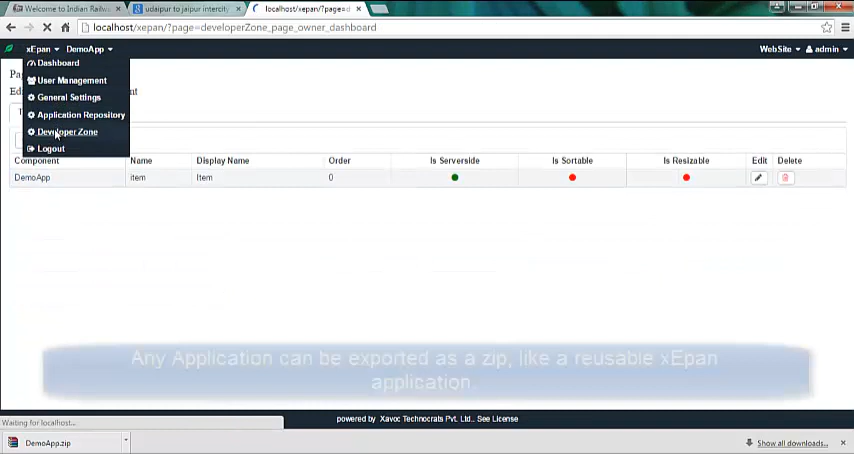 Welcome to Indian Railw
udaipur to jaipur intercity
localhost/xepan/?page=d
localhost/xepan/?page=developerZone_page_owner_dashboard
xEpan DemoApp WebSite admin
Dashboard
User Management
General Settings
Application Repository
Developer Zone
Logout
Component Name Display Name Order Is Serverside Is Sortable Is Resizable Edit Delete
DemoApp item Item 0
Any Application can be exported as a zip, like a reusable xEpan
application.
powered by Xavoc Technocrats Pvt. Ltd.. See License
Waiting for localhost...
DemoApp.zip Show all downloads...